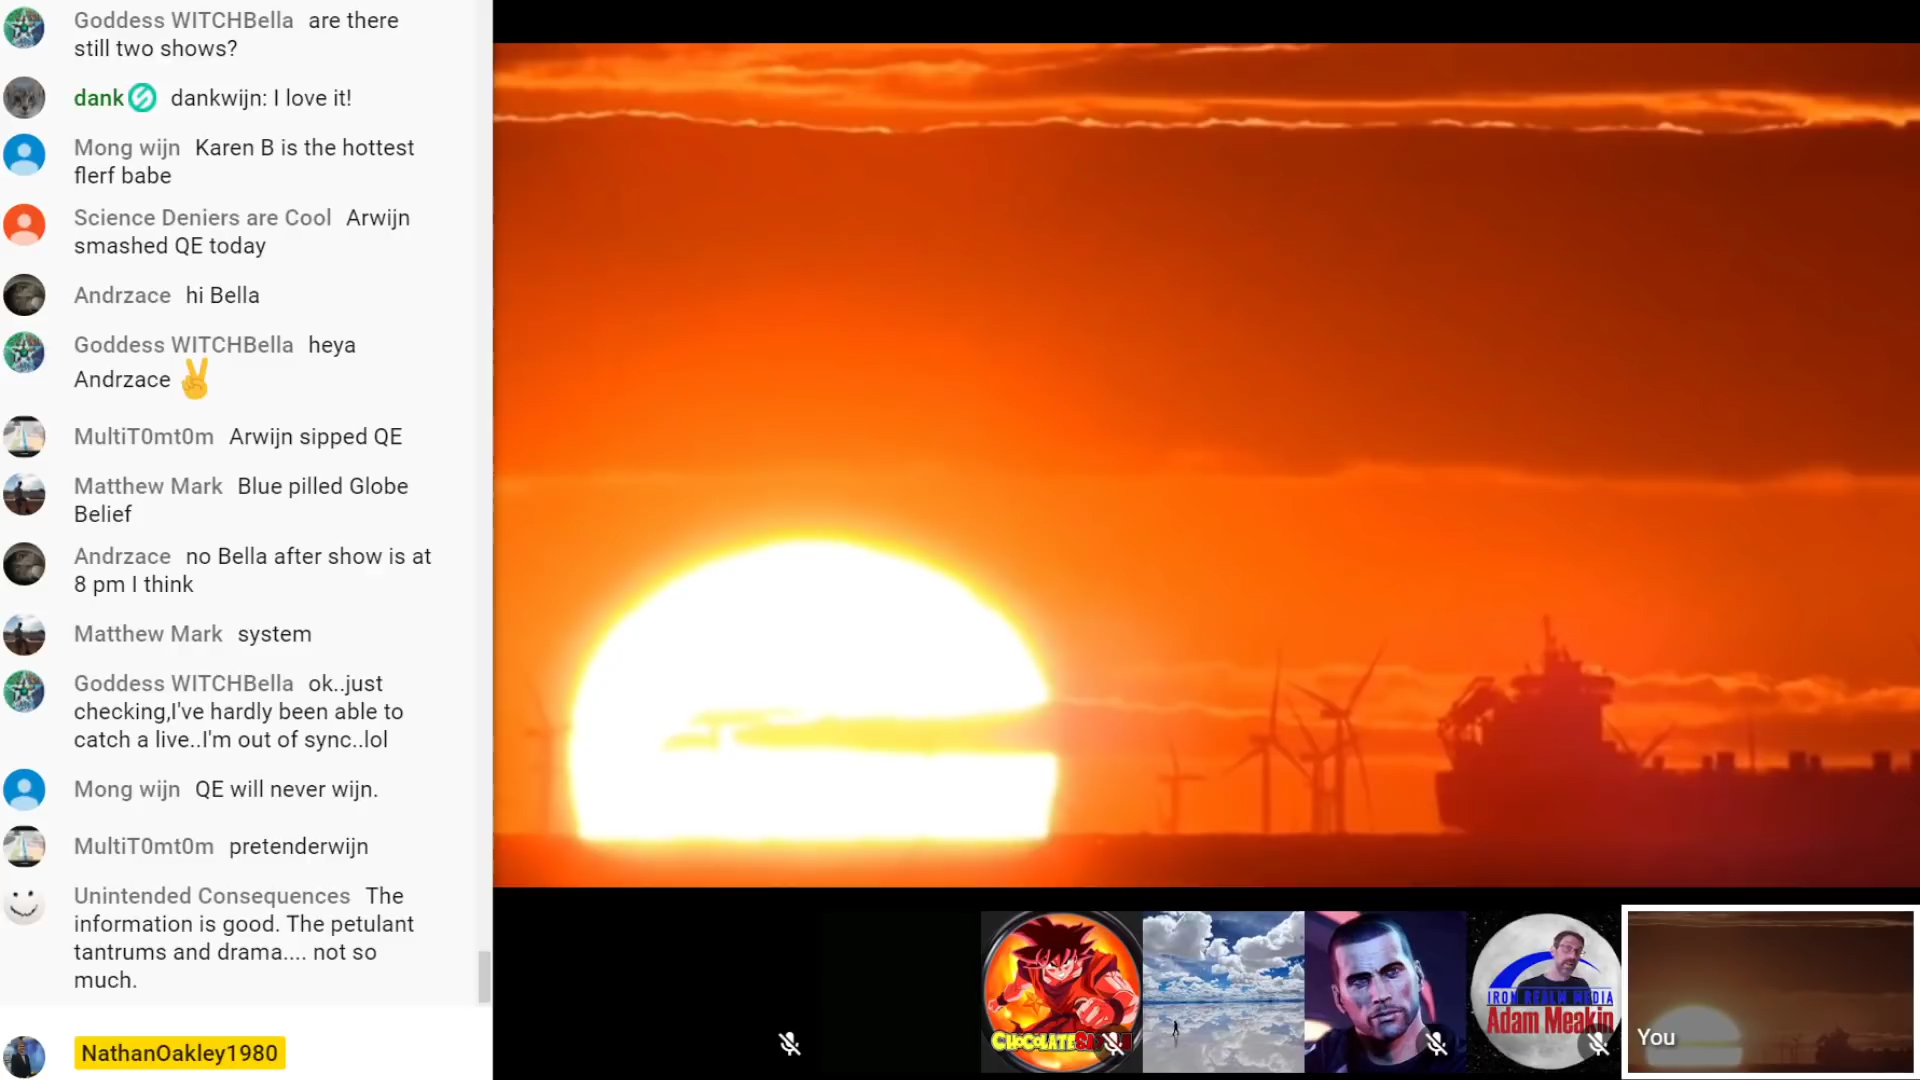 Goddess WITCHBella are there
still two shows?
dank dankwijn: I love it!
Mong wijn Karen B is the hottest
flerf babe
Science Deniers are Cool Arwijn
smashed QE today
Andrzace hi Bella
Goddess WITCHBella heya
Andrzace
MultiT0mt0m Arwijn sipped QE
Matthew Mark Blue pilled Globe
Belief
Andrzace no Bella after show is at
8 pm I think
Matthew Mark system
Goddess WITCHBella ok..just
checking,I've hardly been able to
catch a live..I'm out of sync..lol
Mong wijn QE will never wijn.
MultiT0mt0m pretenderwijn
Unintended Consequences The
information is good. The petulant
tantrums and drama.... not so
much.
NathanOakley1980
IRON REALM MEDIA
Adam Meakin
You